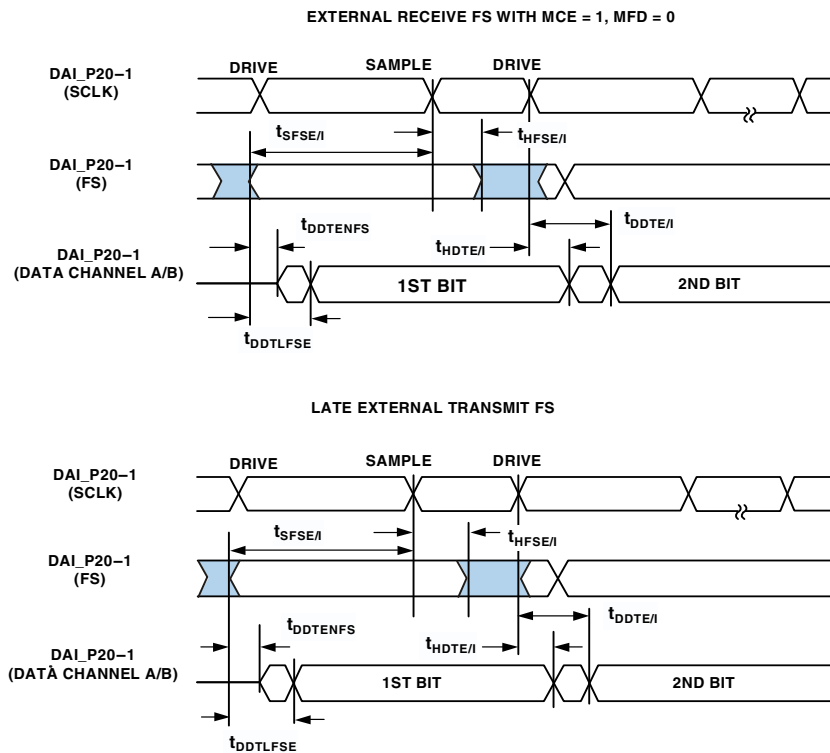 EXTERNAL RECEIVE FS WITH MCE = 1, MFD = 0
DAI_P20–1
(SCLK)
DRIVE
SAMPLE
DRIVE
tSFSE/I
tHFSE/I
DAI_P20–1
(FS)
tDDTENFS
tHDTE/I
tDDTE/I
DAI_P20–1
(DATA CHANNEL A/B)
1ST BIT
2ND BIT
tDDTLFSE
LATE EXTERNAL TRANSMIT FS
DAI_P20–1
(SCLK)
DRIVE
SAMPLE
DRIVE
tSFSE/I
tHFSE/I
DAI_P20–1
(FS)
tDDTENFS
tHDTE/I
tDDTE/I
DAI_P20–1
(DATA CHANNEL A/B)
1ST BIT
2ND BIT
tDDTLFSE